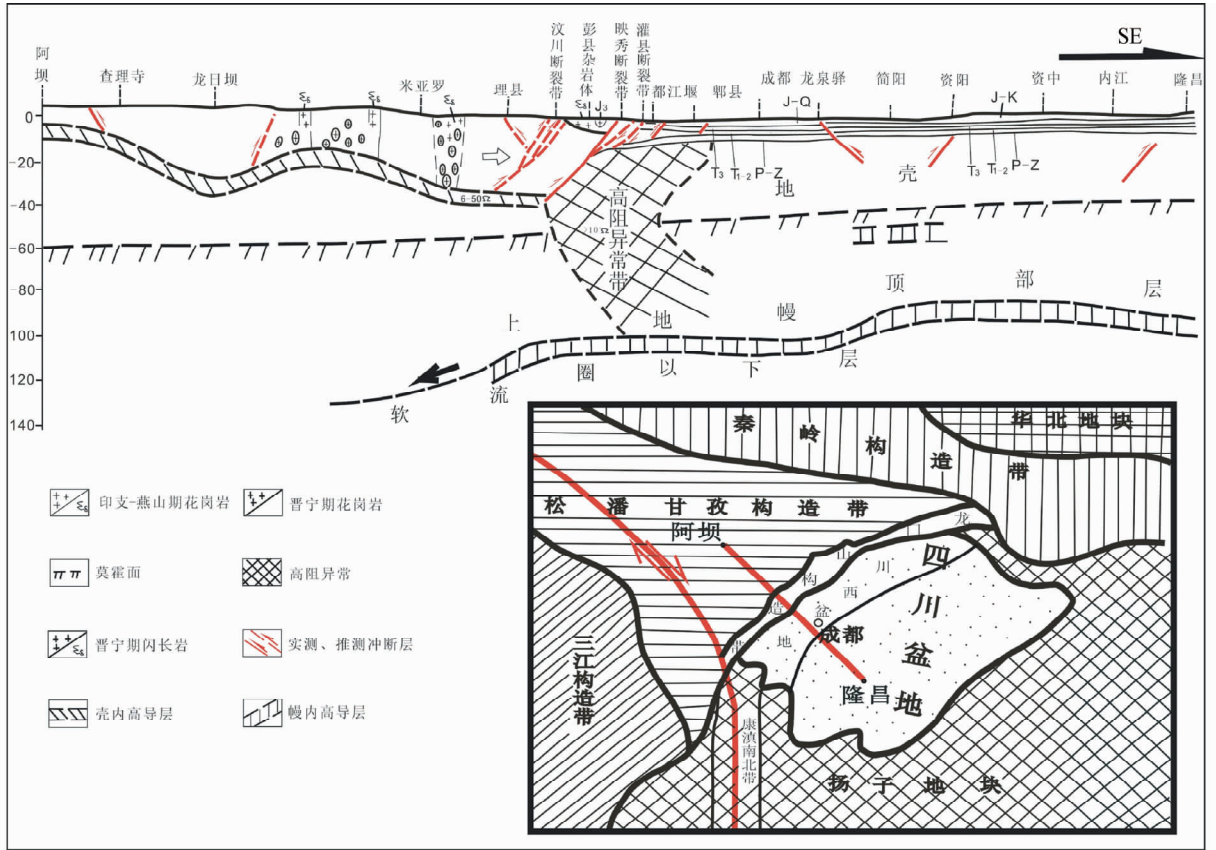 SE
阿坝
查理寺
龙日坝
米亚罗
理县
汶川断裂带
彭县杂岩体
映秀断裂带
灌县断裂带
都江堰
郫县
成都
龙泉驿
简阳
资阳
资中
内江
隆昌
J₃
J-Q
J-K
0
-20
-40
-60
-80
100
120
140
6-50Ω
高阻异常带
T₃ T₁₋₂ P-Z
T₃ T₁₋₂ P-Z
地壳
上地幔顶部层
软流圈以下层
印支-燕山期花岗岩
晋宁期花岗岩
莫霍面
高阻异常
晋宁期闪长岩
实测、推测冲断层
壳内高导层
幔内高导层
秦岭构造带
华北地块
松潘甘孜构造带
阿坝
龙
山
构
造
带
川
西
盆
地
成都
四川盆地
隆昌
三江构造带
康滇南北带
扬子地块